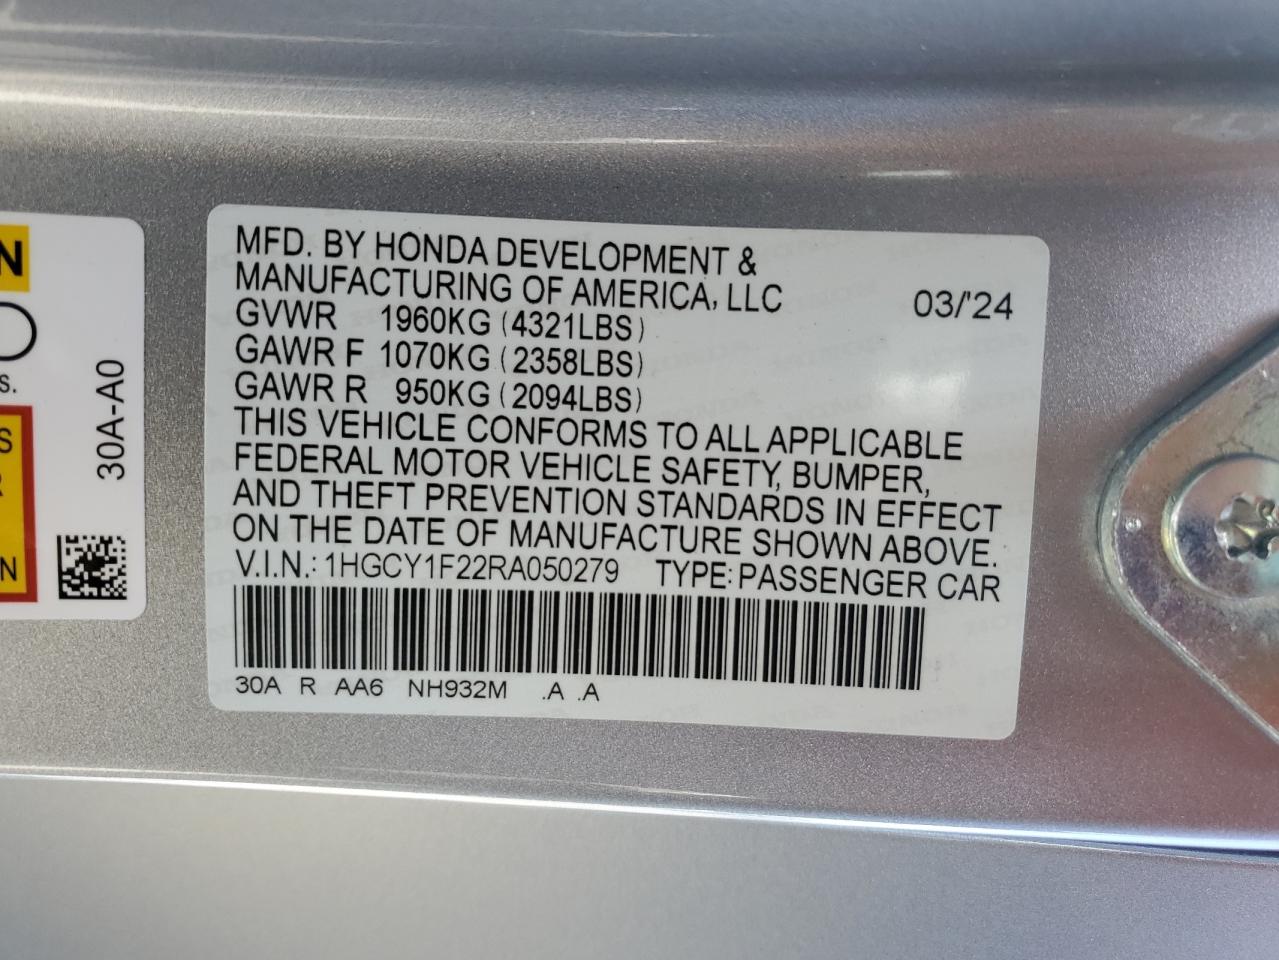 MFD. BY HONDA DEVELOPMENT &
MANUFACTURING OF AMERICA, LLC
03/'24
GVWR 1960KG (4321LBS)
GAWR F 1070KG (2358LBS)
GAWR R 950KG (2094LBS)
THIS VEHICLE CONFORMS TO ALL APPLICABLE
FEDERAL MOTOR VEHICLE SAFETY, BUMPER,
AND THEFT PREVENTION STANDARDS IN EFFECT
ON THE DATE OF MANUFACTURE SHOWN ABOVE.
V.I.N.: 1HGCY1F22RA050279 TYPE: PASSENGER CAR
30A R AA6 NH932M .A .A
30A-A0